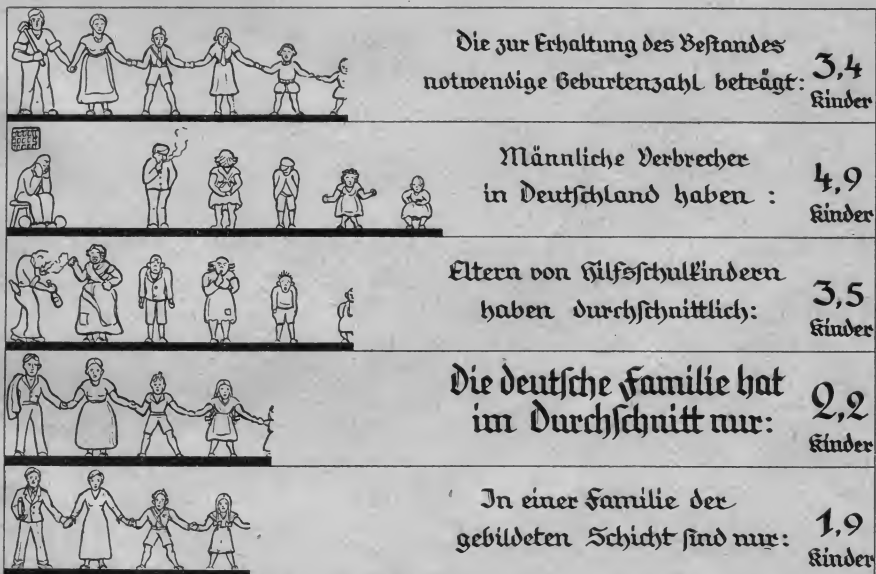 Die zur Erhaltung des Bestandes
notwendige Geburtenzahl beträgt:
3,4
Kinder
Männliche Verbrecher
in Deutschland haben :
4,9
Kinder
Eltern von Hilfsschulkindern
haben durchschnittlich:
3,5
Kinder
Die deutsche Familie hat
im Durchschnitt nur:
2,2
Kinder
In einer Familie der
gebildeten Schicht sind nur:
1,9
Kinder